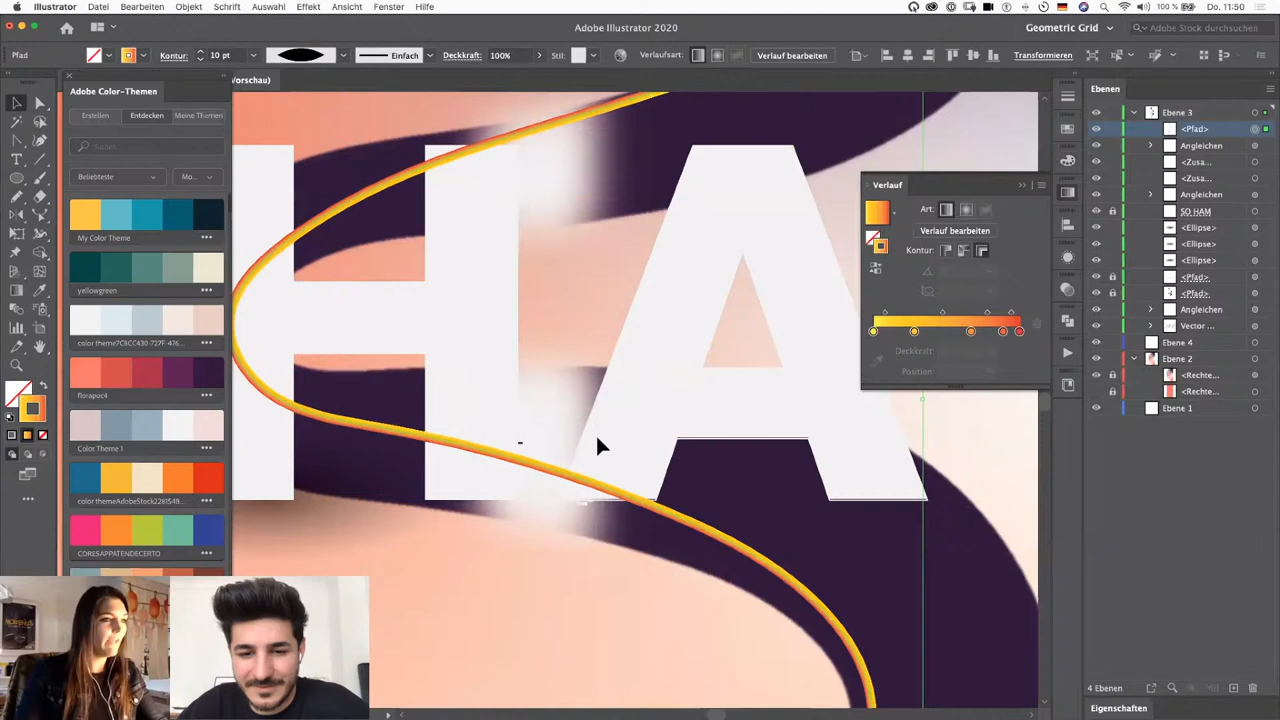 Illustrator Datei Bearbeiten Objekt Schrift Auswahl Effekt Ansicht Fenster Hilfe 100% Di. 11:50
Adobe Illustrator 2020
Geometric Grid
Adobe Stock durchsuchen
Pfad Kontur: 10 pt Einfach Deckkraft: 100% Stil: Verlaufsart: Verlauf bearbeiten Transformieren
Vorschau)
Adobe Color-Themen
Erstellen Entdecken Meine Themen
Suchen
Beliebteste Mo...
My Color Theme
yellowgreen
florapoc4
Color Theme 1
CORESAPPATENDECERTO
HA
Verlauf
Art:
Verlauf bearbeiten
Kontur:
Deckkraft:
Position:
Ebenen
Ebene 3
<Pfad>
Angleichen
<Zusa...
<Zusa...
Angleichen
SO HAM
<Ellipse>
<Ellipse>
<Ellipse>
<Pfad>
<Pfad>
Angleichen
Vector ...
Ebene 4
Ebene 2
<Rechte...
<Rechte...
Ebene 1
4 Ebenen
Eigenschaften